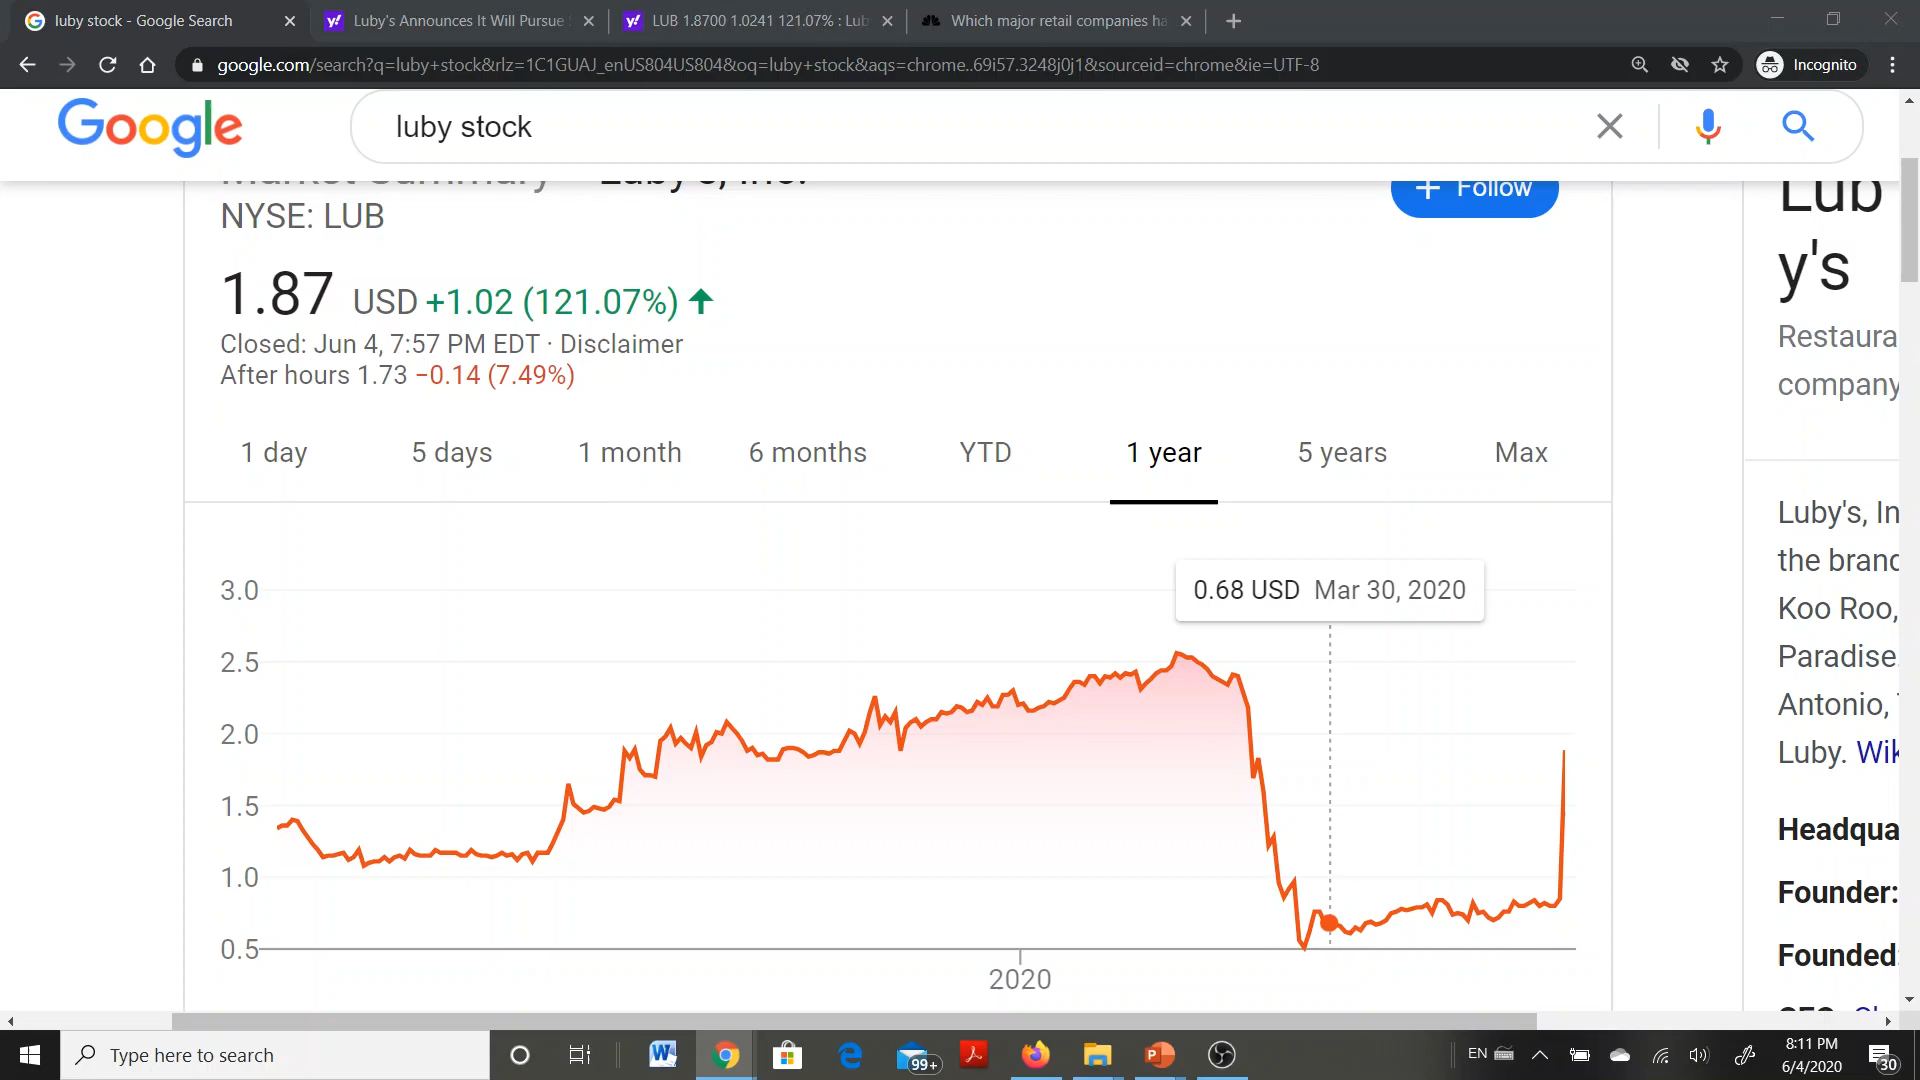 luby stock - Google Search
Luby's Announces It Will Pursue
LUB 1.8700 1.0241 121.07% : Lub
Which major retail companies ha
google.com/search?q=luby+stock&rlz=1C1GUAJ_enUS804US804&oq=luby+stock&aqs=chrome..69i57.3248j0j1&sourceid=chrome&ie=UTF-8
Incognito
Google
luby stock
Market Summary > Luby's, Inc.
NYSE: LUB
+ Follow
1.87 USD +1.02 (121.07%)
Closed: Jun 4, 7:57 PM EDT · Disclaimer
After hours 1.73 −0.14 (7.49%)
1 day 5 days 1 month 6 months YTD 1 year 5 years Max
0.68 USD Mar 30, 2020
3.0
2.5
2.0
1.5
1.0
0.5
2020
Lub
y's
Restaura
company
Luby's, In
the brand
Koo Roo,
Paradise.
Antonio,
Luby. Wik
Headqua
Founder:
Founded:
Type here to search
99+
EN
8:11 PM
6/4/2020
30